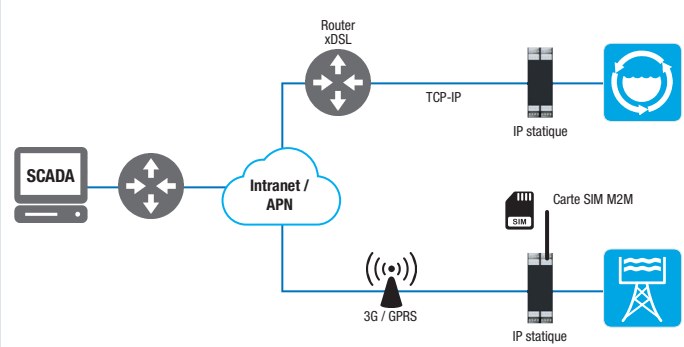 Router
xDSL
TCP-IP
IP statique
SCADA
Intranet /
APN
Carte SIM M2M
SIM
3G / GPRS
IP statique